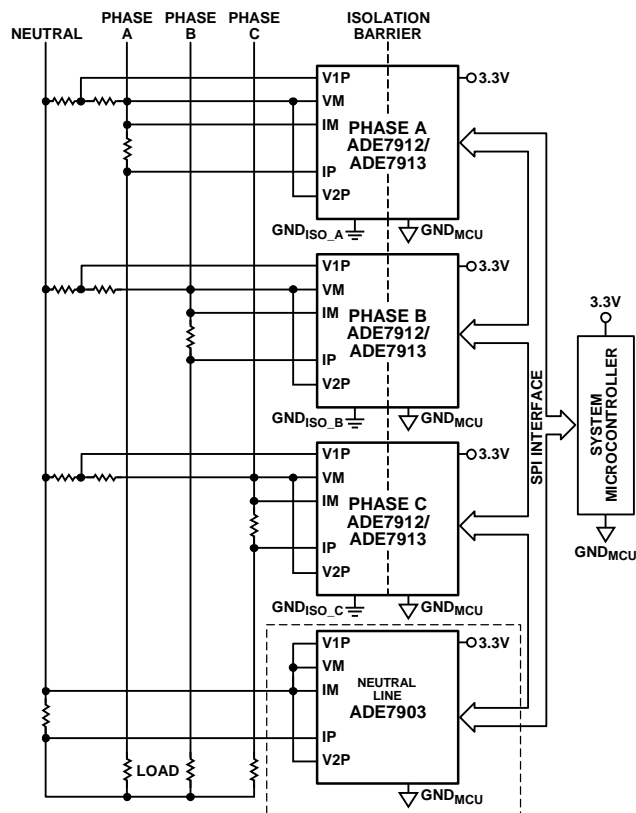 NEUTRAL
PHASE
A
PHASE
B
PHASE
C
ISOLATION
BARRIER
V1P
VM
IM
IP
V2P
PHASE A
ADE7912/
ADE7913
3.3V
GNDISO_A
GNDMCU
V1P
VM
IM
IP
V2P
PHASE B
ADE7912/
ADE7913
3.3V
GNDISO_B
GNDMCU
V1P
VM
IM
IP
V2P
PHASE C
ADE7912/
ADE7913
3.3V
GNDISO_C
GNDMCU
V1P
VM
IM
IP
V2P
NEUTRAL
LINE
ADE7903
3.3V
GNDMCU
LOAD
SPI INTERFACE
3.3V
SYSTEM
MICROCONTROLLER
GNDMCU